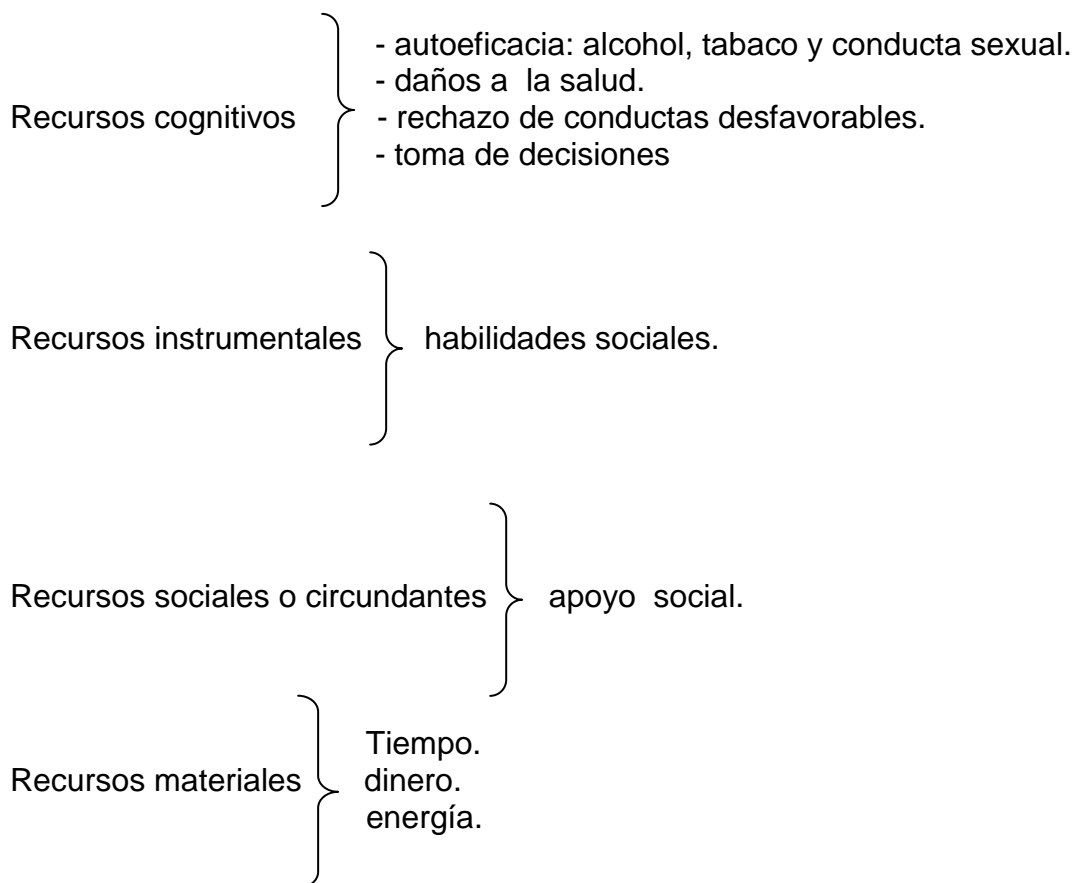 - autoeficacia: alcohol, tabaco y conducta sexual.
- daños a la salud.
Recursos cognitivos - rechazo de conductas desfavorables.
- toma de decisiones
Recursos instrumentales habilidades sociales.
Recursos sociales o circundantes apoyo social.
Tiempo.
Recursos materiales dinero.
energía.